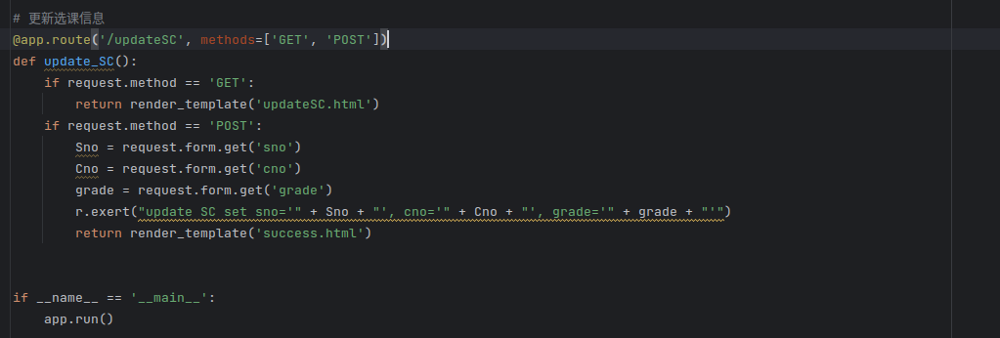 # 更新选课信息
@app.route('/updateSC', methods=['GET', 'POST'])
def update_SC():
    if request.method == 'GET':
        return render_template('updateSC.html')
    if request.method == 'POST':
        Sno = request.form.get('sno')
        Cno = request.form.get('cno')
        grade = request.form.get('grade')
        r.exert("update SC set sno='" + Sno + "', cno='" + Cno + "', grade='" + grade + "'")
        return render_template('success.html')
if __name__ == '__main__':
    app.run()